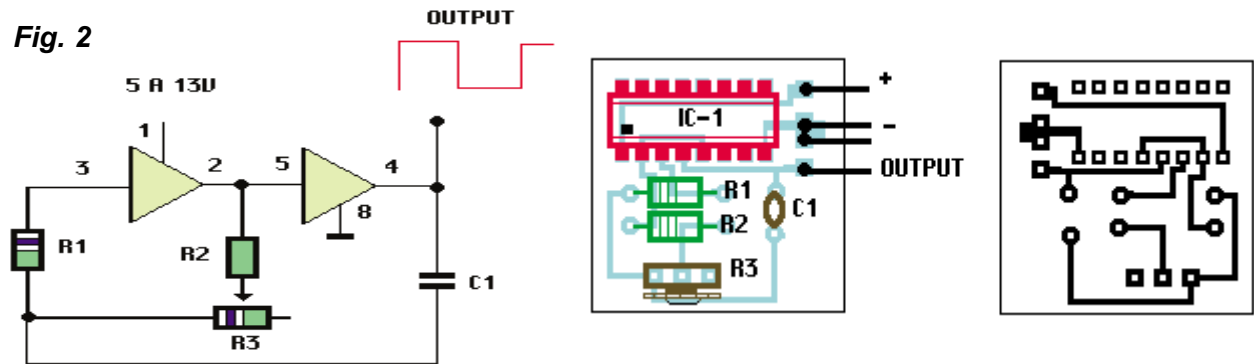 Fig. 2
OUTPUT
5 A 13V
1
3
2
5
4
8
R1
R2
R3
C1
IC-1
+
-
OUTPUT
R1
R2
C1
R3